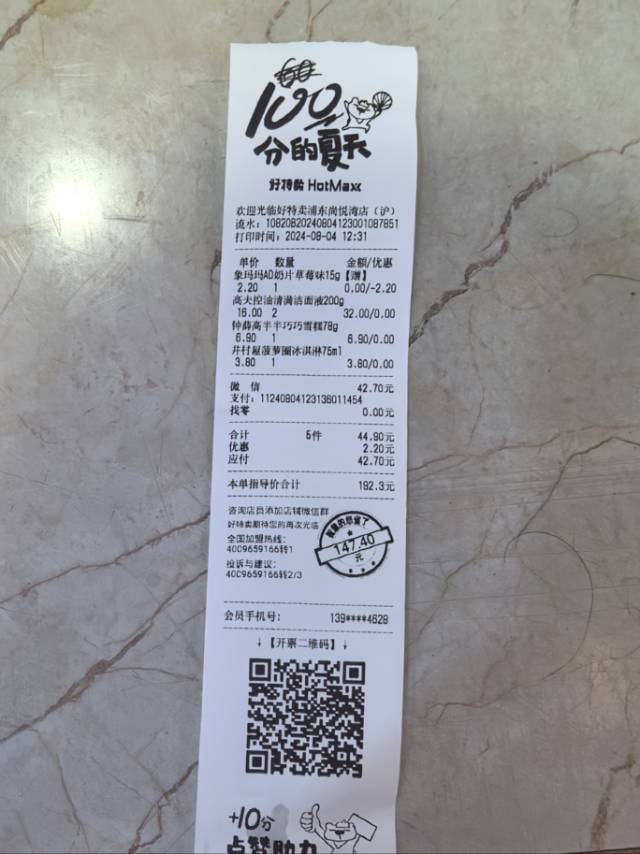 100
分的夏天
好特卖 HotMaxx
欢迎光临好特卖浦东尚悦湾店（沪）
流水：1082082024080412300108785​1
打印时间：2024-08-04 12:31
单价 数量 金额/优惠
象玛玛AD奶片草莓味15g【赠】
2.20 1 0.00/-2.20
高夫控油清满洁面液200g
16.00 2 32.00/0.00
钟薛高半半巧巧雪糕78g
6.90 1 6.90/0.00
井村屋菠萝圈冰淇淋75ml
3.80 1 3.80/0.00
微 信 42.70元
支付：11240804123136011454
找零 0.00元
合计 5件 44.90元
优惠 2.20元
应付 42.70元
本单指导价合计 192.3元
咨询店员添加店铺微信群
好特卖期待您的再次光临
全国加盟热线：
4009659166转1
投诉与建议：
4009659166转2/3
147.40
元
会员手机号： 139****4628
↓【开票二维码】↓
+10分
点赞助力